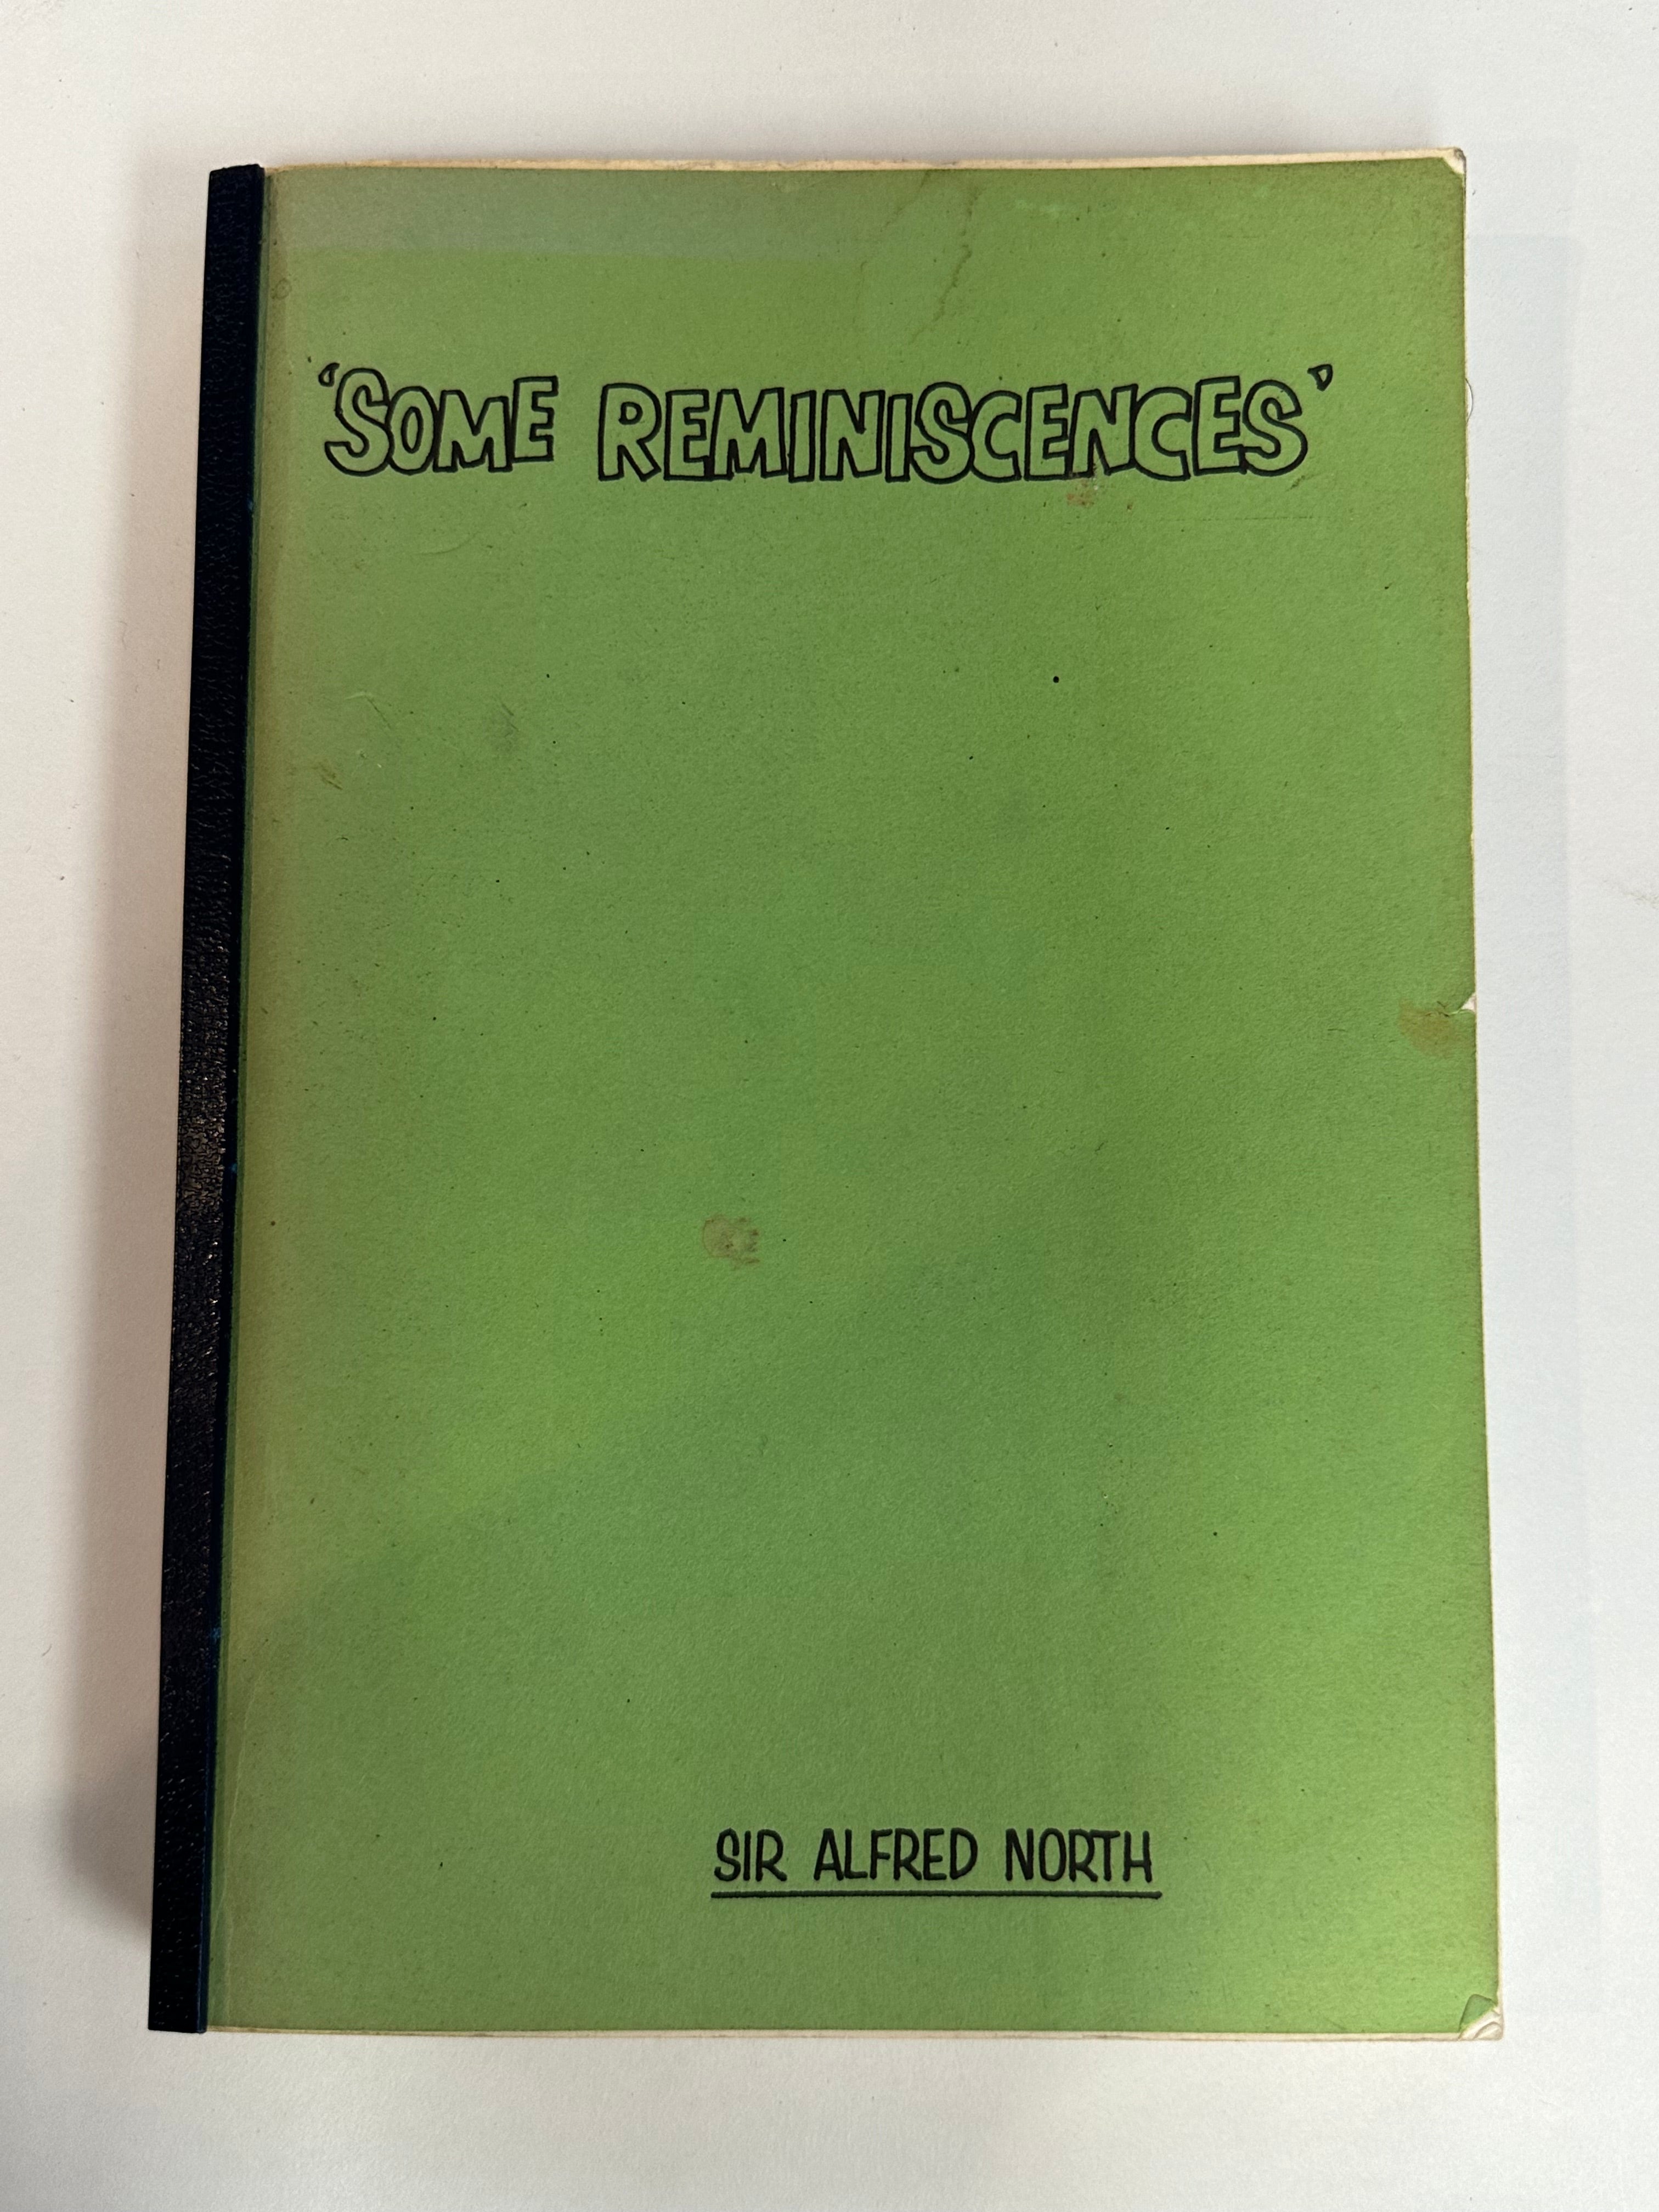 ‘SOME REMINISCENCES’
SIR ALFRED NORTH